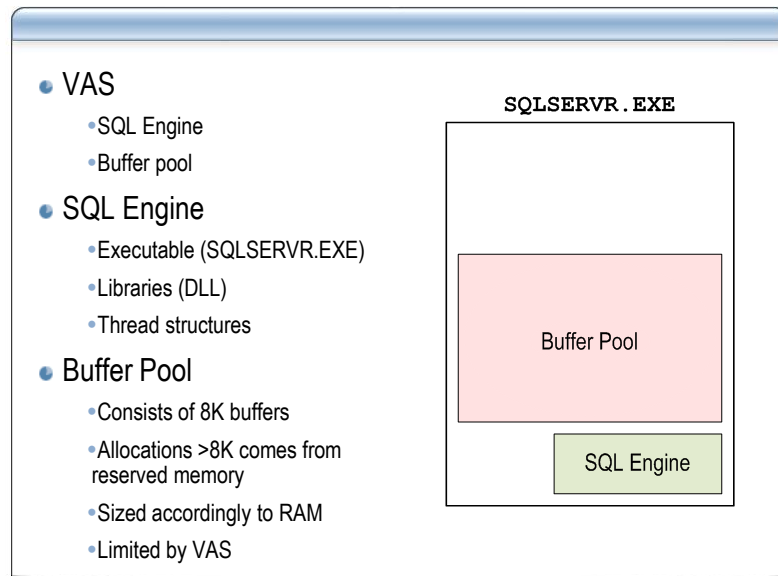 VAS
SQL Engine
Buffer pool
SQL Engine
Executable (SQLSERVR.EXE)
Libraries (DLL)
Thread structures
Buffer Pool
Consists of 8K buffers
Allocations >8K comes from
reserved memory
Sized accordingly to RAM
Limited by VAS
SQLSERVR.EXE
Buffer Pool
SQL Engine